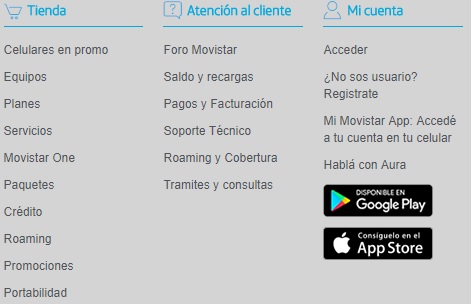 Tienda
Celulares en promo
Equipos
Planes
Servicios
Movistar One
Paquetes
Crédito
Roaming
Promociones
Portabilidad
Atención al cliente
Foro Movistar
Saldo y recargas
Pagos y Facturación
Soporte Técnico
Roaming y Cobertura
Tramites y consultas
Mi cuenta
Acceder
¿No sos usuario?
Registrate
Mi Movistar App: Accedé
a tu cuenta en tu celular
Hablá con Aura
DISPONIBLE EN
Google Play
Consíguelo en el
App Store